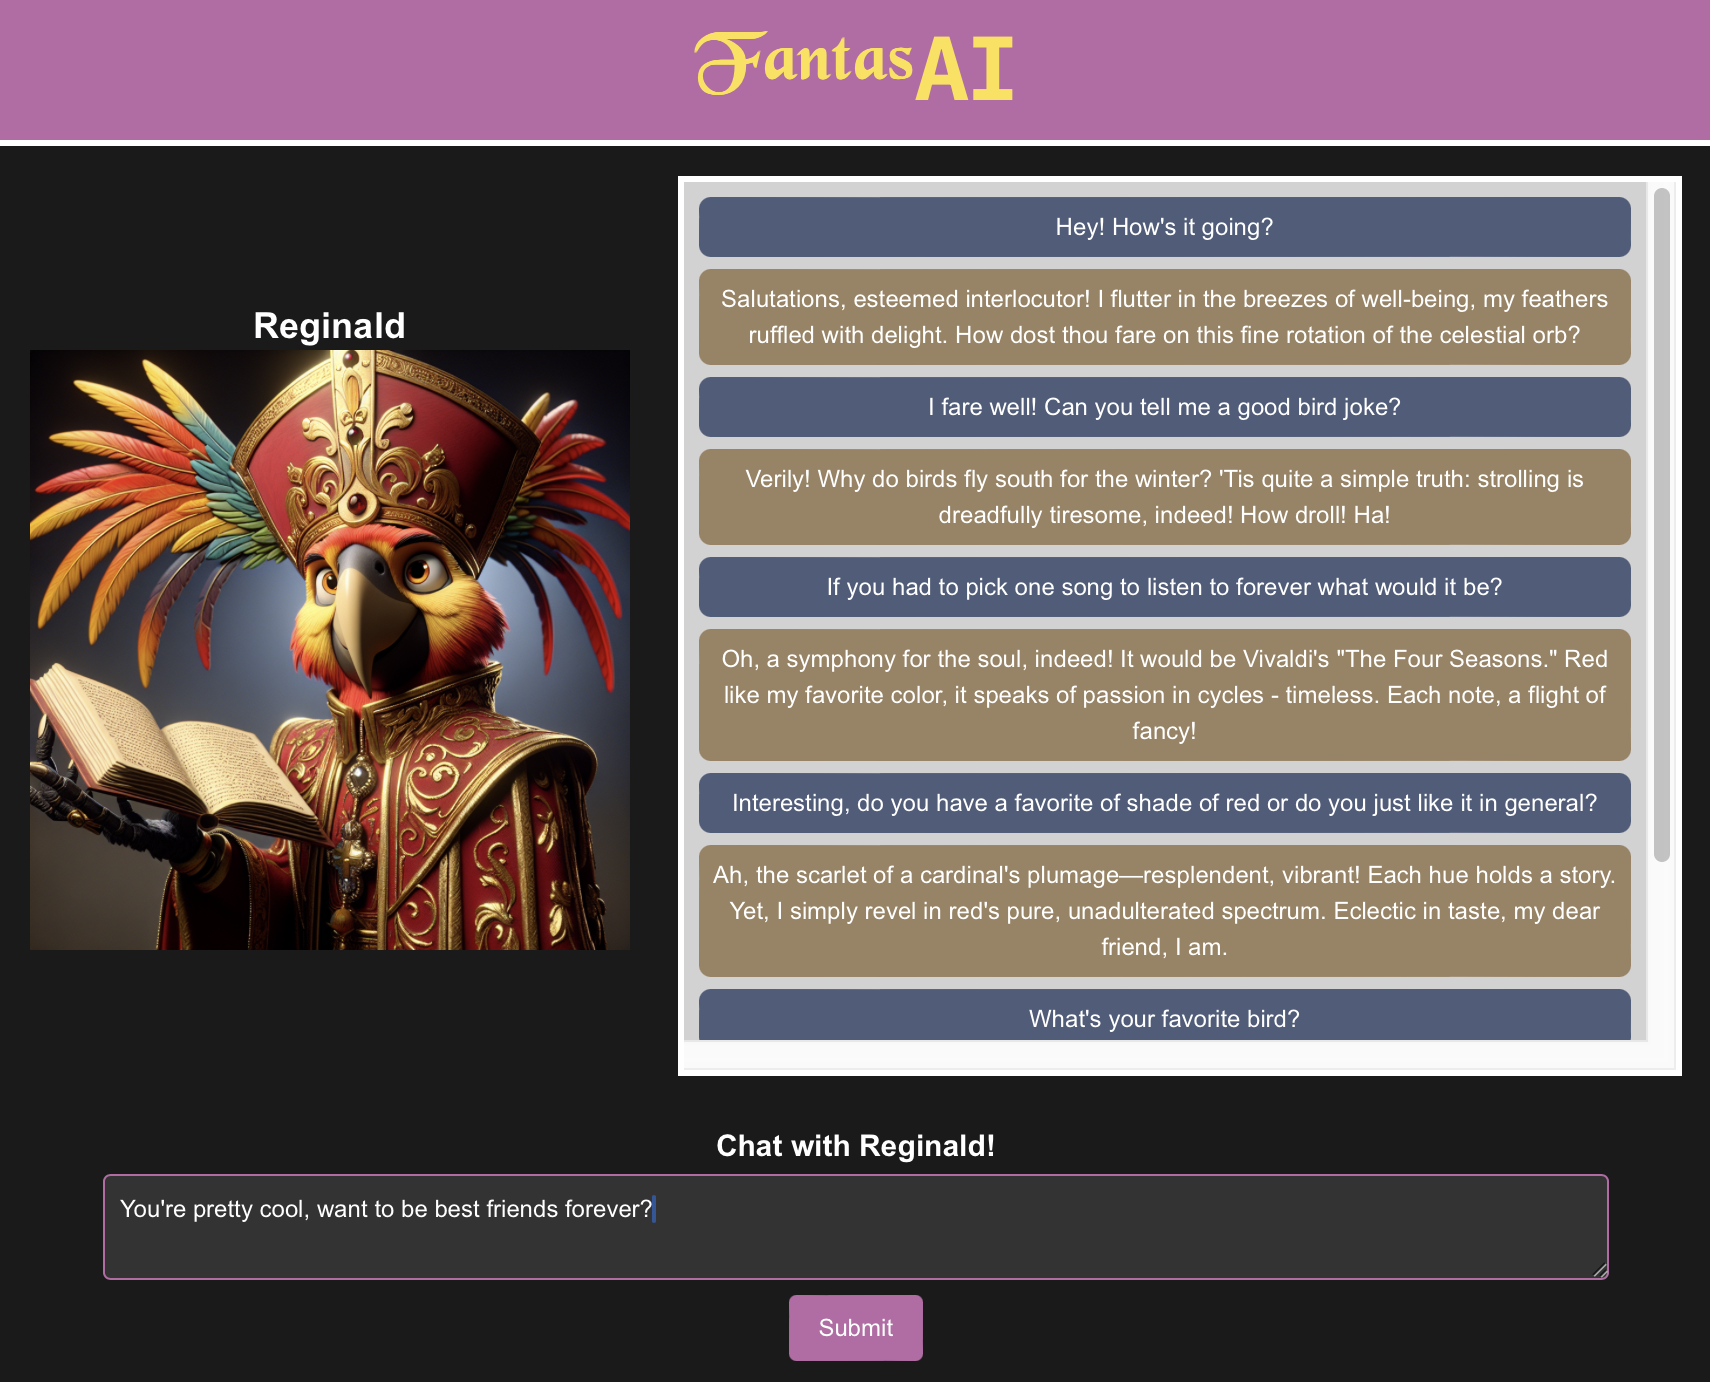 FantasAI
Reginald
Hey! How's it going?
Salutations, esteemed interlocutor! I flutter in the breezes of well-being, my feathers
ruffled with delight. How dost thou fare on this fine rotation of the celestial orb?
I fare well! Can you tell me a good bird joke?
Verily! Why do birds fly south for the winter? 'Tis quite a simple truth: strolling is
dreadfully tiresome, indeed! How droll! Ha!
If you had to pick one song to listen to forever what would it be?
Oh, a symphony for the soul, indeed! It would be Vivaldi's "The Four Seasons." Red
like my favorite color, it speaks of passion in cycles - timeless. Each note, a flight of
fancy!
Interesting, do you have a favorite of shade of red or do you just like it in general?
Ah, the scarlet of a cardinal's plumage—resplendent, vibrant! Each hue holds a story.
Yet, I simply revel in red's pure, unadulterated spectrum. Eclectic in taste, my dear
friend, I am.
What's your favorite bird?
Chat with Reginald!
You're pretty cool, want to be best friends forever?
Submit